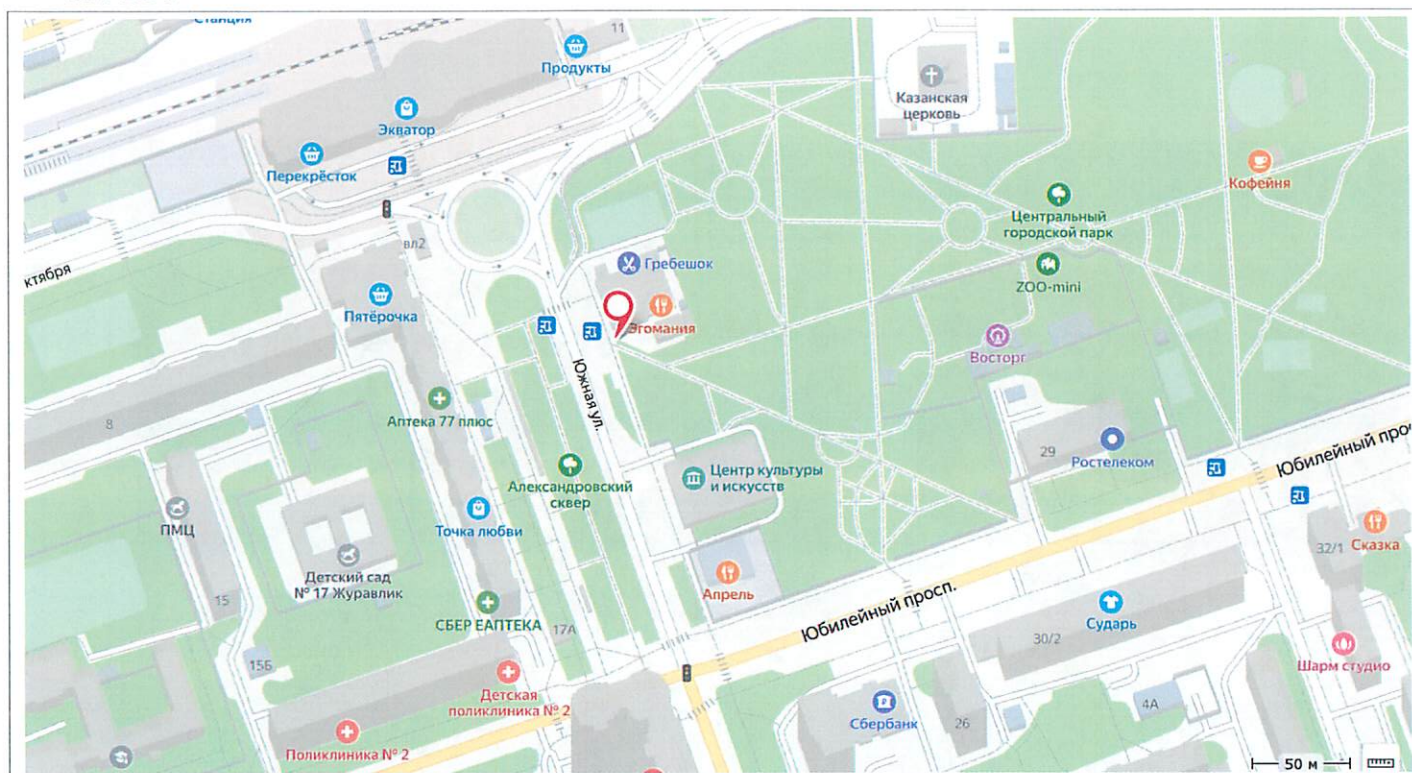 Станция
11
Продукты
Экватор
Перекрёсток
Казанская
церковь
Кофейня
Центральный
городской парк
ZOO-mini
вл2
ктября
Гребешок
Пятёрочка
Эгомания
Восторг
Южная ул.
8
Аптека 77 плюс
29
Ростелеком
Юбилейный прос
Центр культуры
и искусств
Александровский
сквер
ПМЦ
Точка любви
Детский сад
№ 17 Журавлик
32/1
Сказка
Апрель
Юбилейный просп.
15
СБЕР ЕАПТЕКА
17А
Сударь
30/2
15Б
Шарм студио
Детская
поликлиника № 2
Сбербанк
26
4А
Поликлиника № 2
50 м